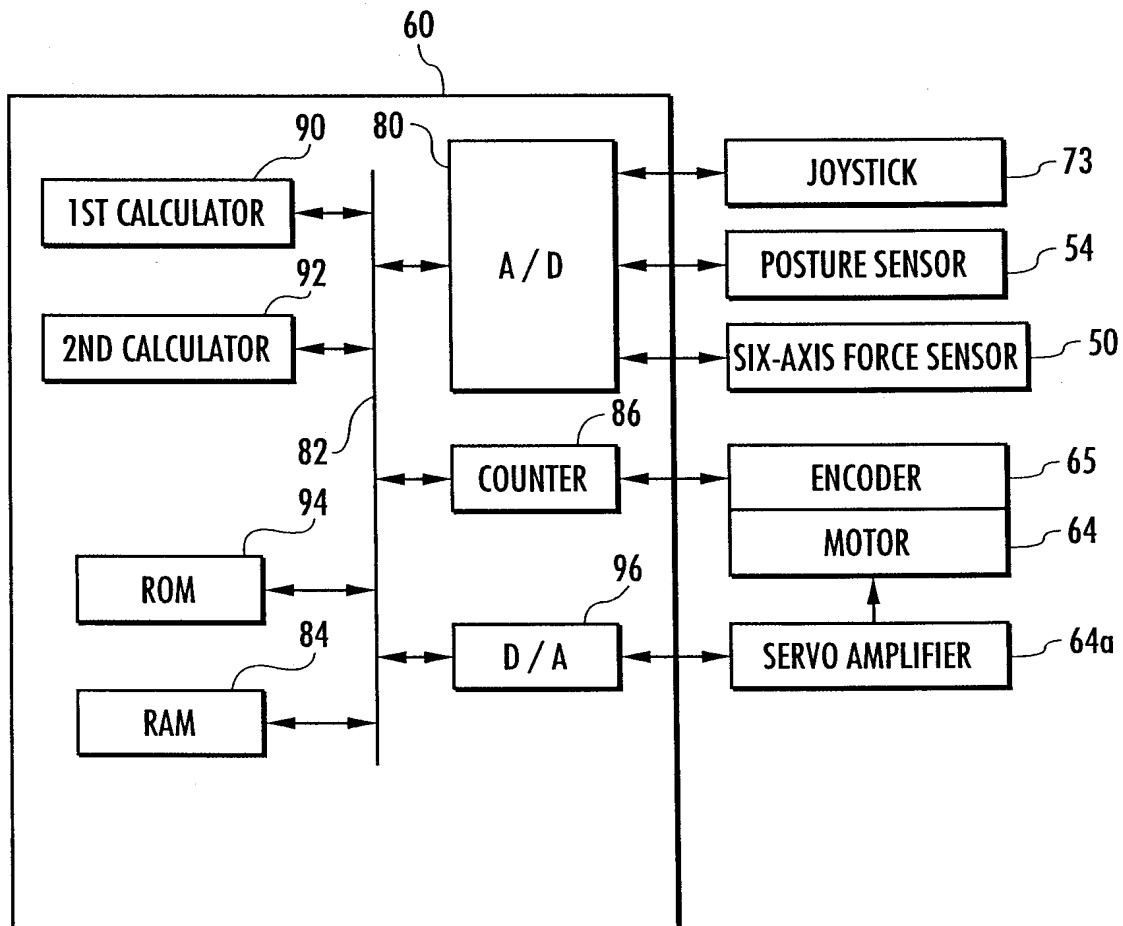 60
90
80
JOYSTICK
73
1ST CALCULATOR
A / D
POSTURE SENSOR
54
92
2ND CALCULATOR
SIX-AXIS FORCE SENSOR
50
82
86
COUNTER
ENCODER
65
94
MOTOR
64
ROM
96
D / A
SERVO AMPLIFIER
64a
84
RAM